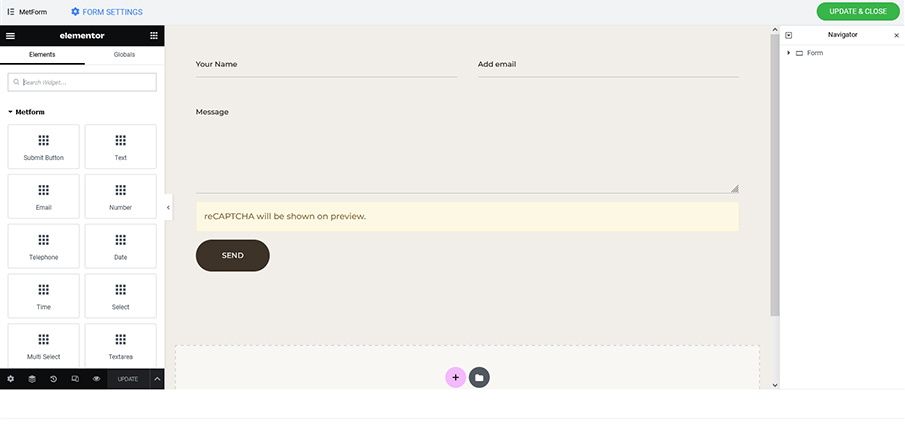 MetForm
FORM SETTINGS
UPDATE & CLOSE
elementor
Elements
Globals
Search Widget...
Metform
Submit Button
Text
Email
Number
Telephone
Date
Time
Select
Multi Select
Textarea
UPDATE
Your Name
Add email
Message
reCAPTCHA will be shown on preview.
SEND
Navigator
Form